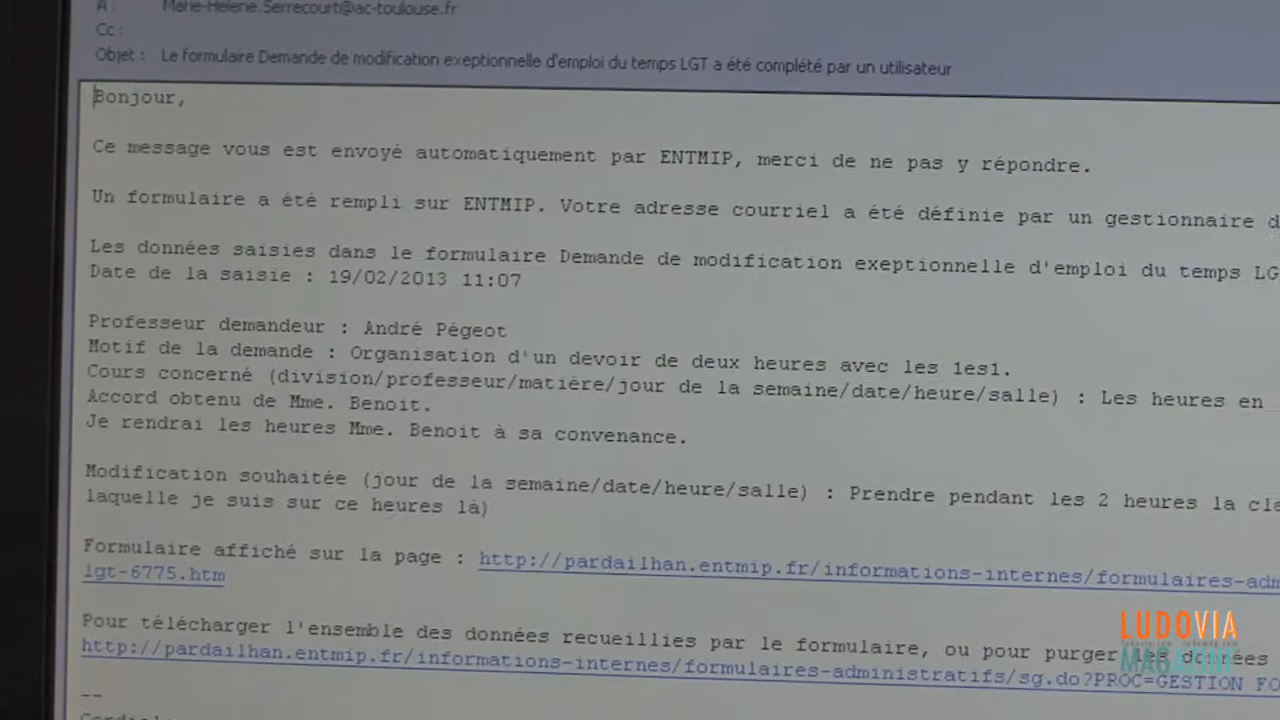 A : Marie-Helene.Serrecourt@ac-toulouse.fr
Cc :
Objet : Le formulaire Demande de modification exeptionnelle d'emploi du temps LGT a été complété par un utilisateur
Bonjour,
Ce message vous est envoyé automatiquement par ENTMIP, merci de ne pas y répondre.
Un formulaire a été rempli sur ENTMIP. Votre adresse courriel a été définie par un gestionnaire d
Les données saisies dans le formulaire Demande de modification exeptionnelle d'emploi du temps LG
Date de la saisie : 19/02/2013 11:07
Professeur demandeur : André Pégeot
Motif de la demande : Organisation d'un devoir de deux heures avec les 1es1.
Cours concerné (division/professeur/matière/jour de la semaine/date/heure/salle) : Les heures en
Accord obtenu de Mme. Benoit.
Je rendrai les heures Mme. Benoit à sa convenance.
Modification souhaitée (jour de la semaine/date/heure/salle) : Prendre pendant les 2 heures la cla
laquelle je suis sur ce heures là)
Formulaire affiché sur la page : http://pardailhan.entmip.fr/informations-internes/formulaires-adm
lgt-6775.htm
Pour télécharger l'ensemble des données recueillies par le formulaire, ou pour purger les données
http://pardailhan.entmip.fr/informations-internes/formulaires-administratifs/sg.do?PROC=GESTION_FO
--
LUDOVIA
MAGAZINE